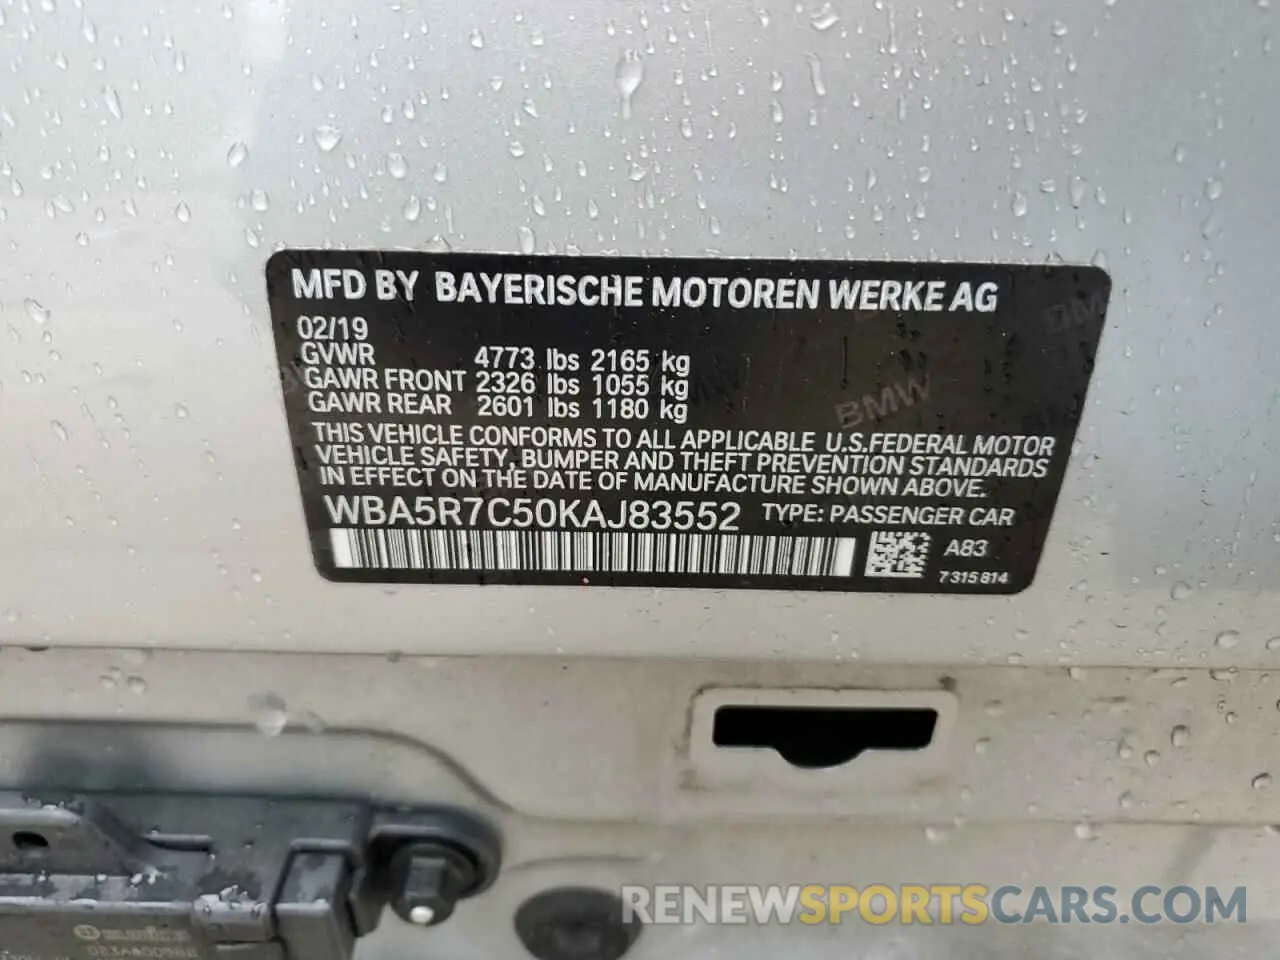 MFD BY BAYERISCHE MOTOREN WERKE AG
02/19
GVWR 4773 lbs 2165 kg
GAWR FRONT 2326 lbs 1055 kg
GAWR REAR 2601 lbs 1180 kg
THIS VEHICLE CONFORMS TO ALL APPLICABLE U.S.FEDERAL MOTOR
VEHICLE SAFETY, BUMPER AND THEFT PREVENTION STANDARDS
IN EFFECT ON THE DATE OF MANUFACTURE SHOWN ABOVE.
WBA5R7C50KAJ83552 TYPE: PASSENGER CAR
A83
7315814
BMW
BMW
RENEWSPORTSCARS.COM